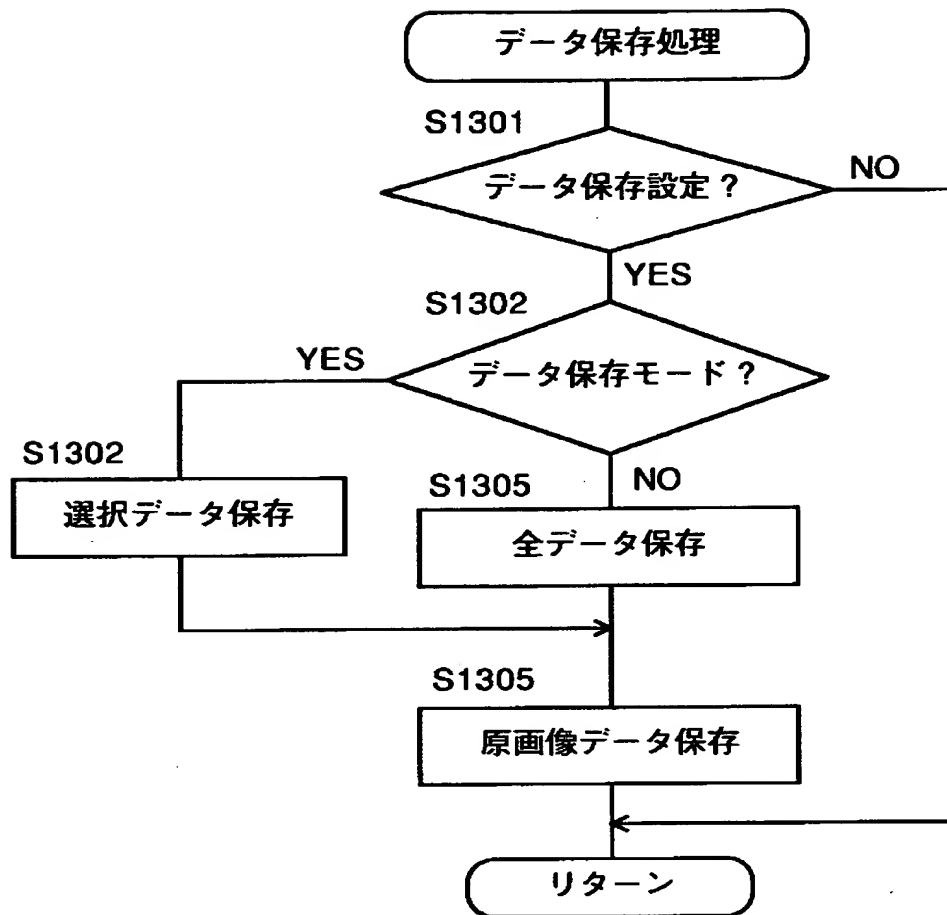 データ保存処理
S1301
データ保存設定？
NO
YES
S1302
データ保存モード？
YES
S1302
選択データ保存
NO
S1305
全データ保存
S1305
原画像データ保存
リターン